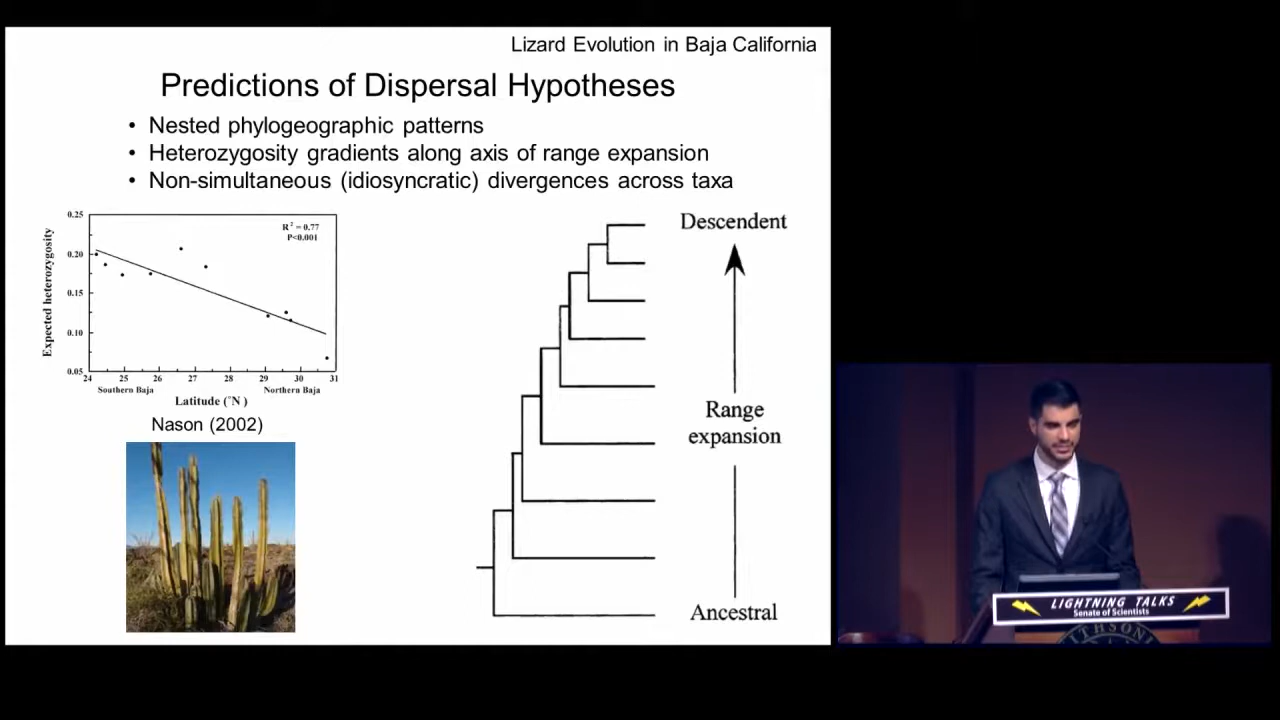 Lizard Evolution in Baja California
Predictions of Dispersal Hypotheses
• Nested phylogeographic patterns
• Heterozygosity gradients along axis of range expansion
• Non-simultaneous (idiosyncratic) divergences across taxa
Expected heterozygosity
0.25
0.20
0.15
0.10
0.05
R² = 0.77
P<0.001
24 25 26 27 28 29 30 31
Southern Baja Northern Baja
Latitude (°N )
Nason (2002)
Descendent
Range
expansion
Ancestral
LIGHTNING TALKS
Senate of Scientists